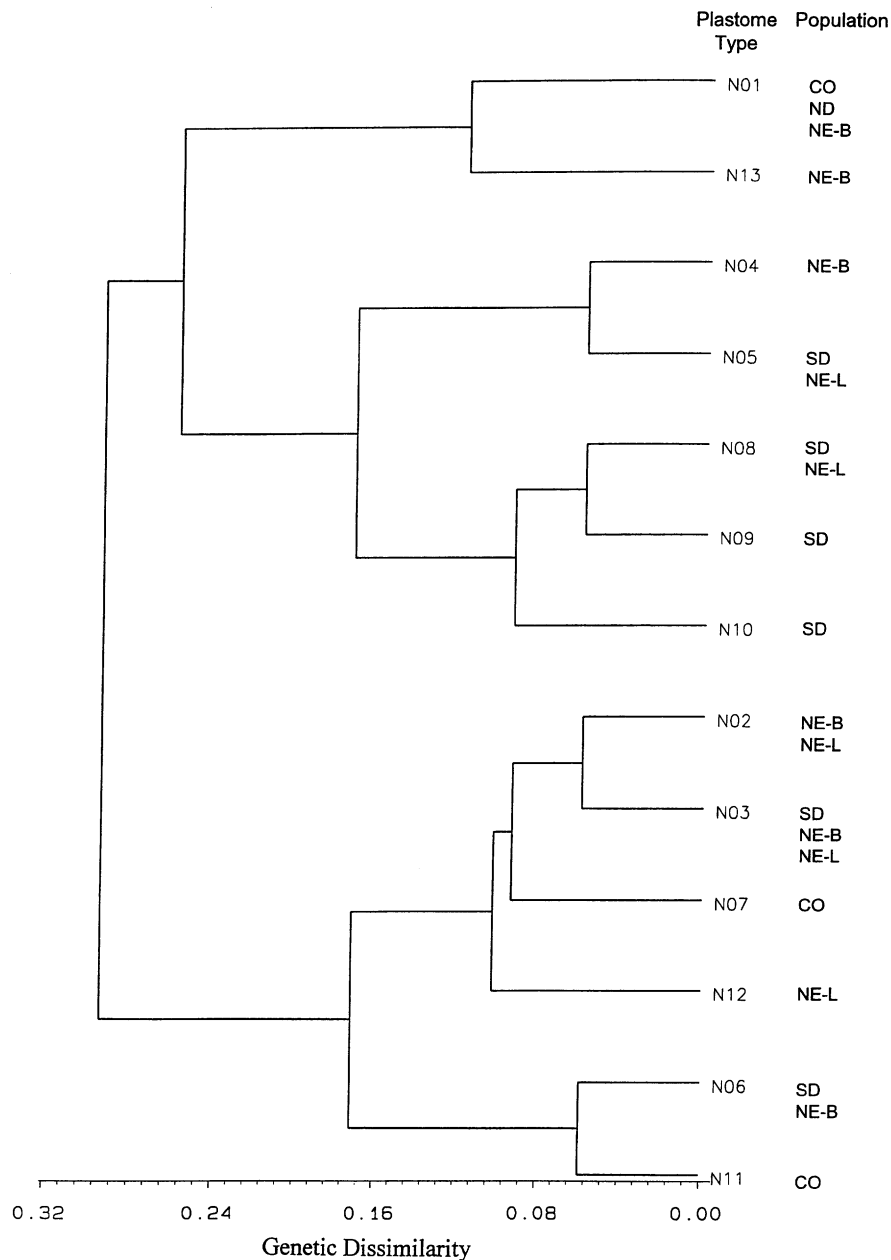 Plastome Population
Type
N01 CO
ND
NE-B
N13 NE-B
N04 NE-B
N05 SD
NE-L
N08 SD
NE-L
N09 SD
N10 SD
N02 NE-B
NE-L
N03 SD
NE-B
NE-L
N07 CO
N12 NE-L
N06 SD
NE-B
N11 CO
0.32 0.24 0.16 0.08 0.00
Genetic Dissimilarity